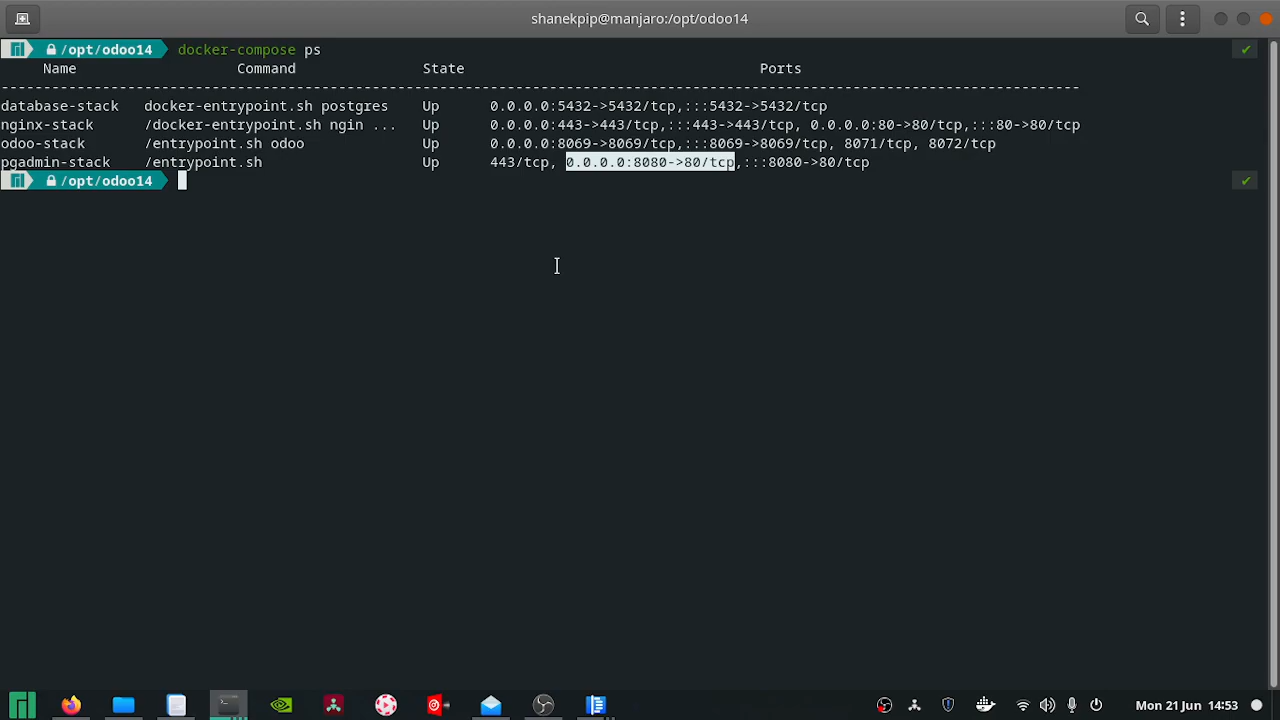 shanekpip@manjaro:/opt/odoo14
/opt/odoo14 docker-compose ps
Name Command State Ports
--------------------------------------------------------------------------------------------------------------------------------
database-stack docker-entrypoint.sh postgres Up 0.0.0.0:5432->5432/tcp,:::5432->5432/tcp
nginx-stack /docker-entrypoint.sh ngin ... Up 0.0.0.0:443->443/tcp,:::443->443/tcp, 0.0.0.0:80->80/tcp,:::80->80/tcp
odoo-stack /entrypoint.sh odoo Up 0.0.0.0:8069->8069/tcp,:::8069->8069/tcp, 8071/tcp, 8072/tcp
pgadmin-stack /entrypoint.sh Up 443/tcp, 0.0.0.0:8080->80/tcp,:::8080->80/tcp
/opt/odoo14
Mon 21 Jun 14:53